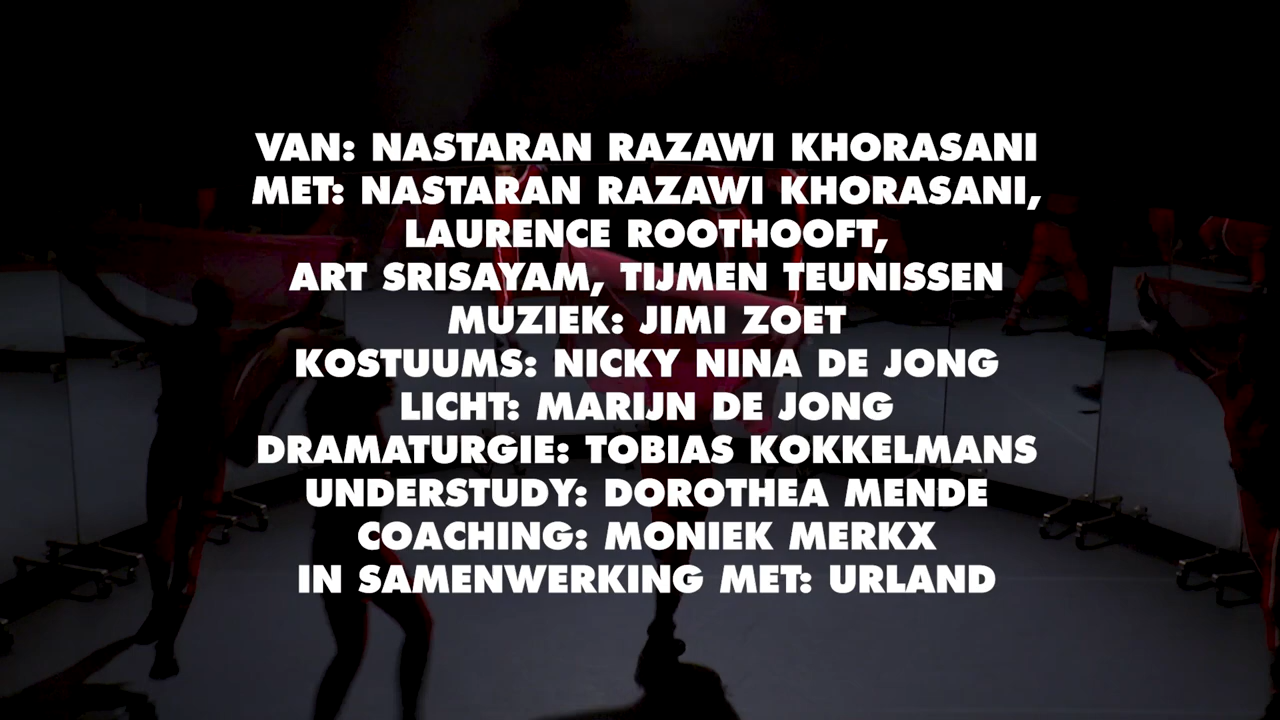 VAN: NASTARAN RAZAWI KHORASANI
MET: NASTARAN RAZAWI KHORASANI,
LAURENCE ROOTHOOFT,
ART SRISAYAM, TIJMEN TEUNISSEN
MUZIEK: JIMI ZOET
KOSTUUMS: NICKY NINA DE JONG
LICHT: MARIJN DE JONG
DRAMATURGIE: TOBIAS KOKKELMANS
UNDERSTUDY: DOROTHEA MENDE
COACHING: MONIEK MERKX
IN SAMENWERKING MET: URLAND